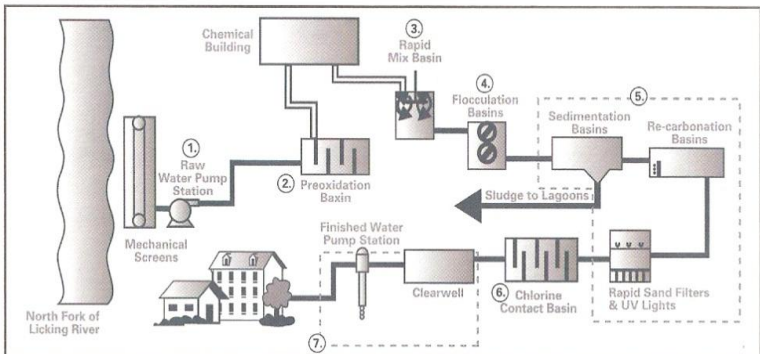 Chemical
Building
3.
Rapid
Mix Basin
4.
Flocculation
Basins
5.
Sedimentation
Basins
Re-carbonation
Basins
1.
Raw
Water Pump
Station
2.
Preoxidation
Baxin
Mechanical
Screens
Sludge to Lagoons
Finished Water
Pump Station
Clearwell
6.
Chlorine
Contact Basin
Rapid Sand Filters
& UV Lights
7.
North Fork of
Licking River